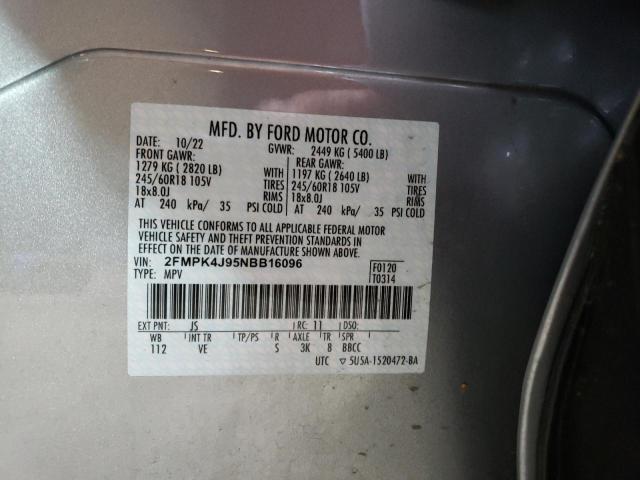 MFD. BY FORD MOTOR CO.
DATE: 10/22 GVWR: 2449 KG ( 5400 LB)
FRONT GAWR: REAR GAWR:
1279 KG ( 2820 LB) WITH 1197 KG ( 2640 LB) WITH
245/60R18 105V TIRES 245/60R18 105V TIRES
18x8.0J RIMS 18x8.0J RIMS
AT 240 kPa/ 35 PSI COLD AT 240 kPa/ 35 PSI COLD
THIS VEHICLE CONFORMS TO ALL APPLICABLE FEDERAL MOTOR
VEHICLE SAFETY AND THEFT PREVENTION STANDARDS IN
EFFECT ON THE DATE OF MANUFACTURE SHOWN ABOVE.
VIN: 2FMPK4J95NBB16096 F0120
TYPE: MPV T0314
EXT PNT: JS RC: 11 DSO:
WB INT TR TP/PS R AXLE TR SPR
112 VE S 3K 8 BBCC
UTC ▽ 5U5A-1520472-BA